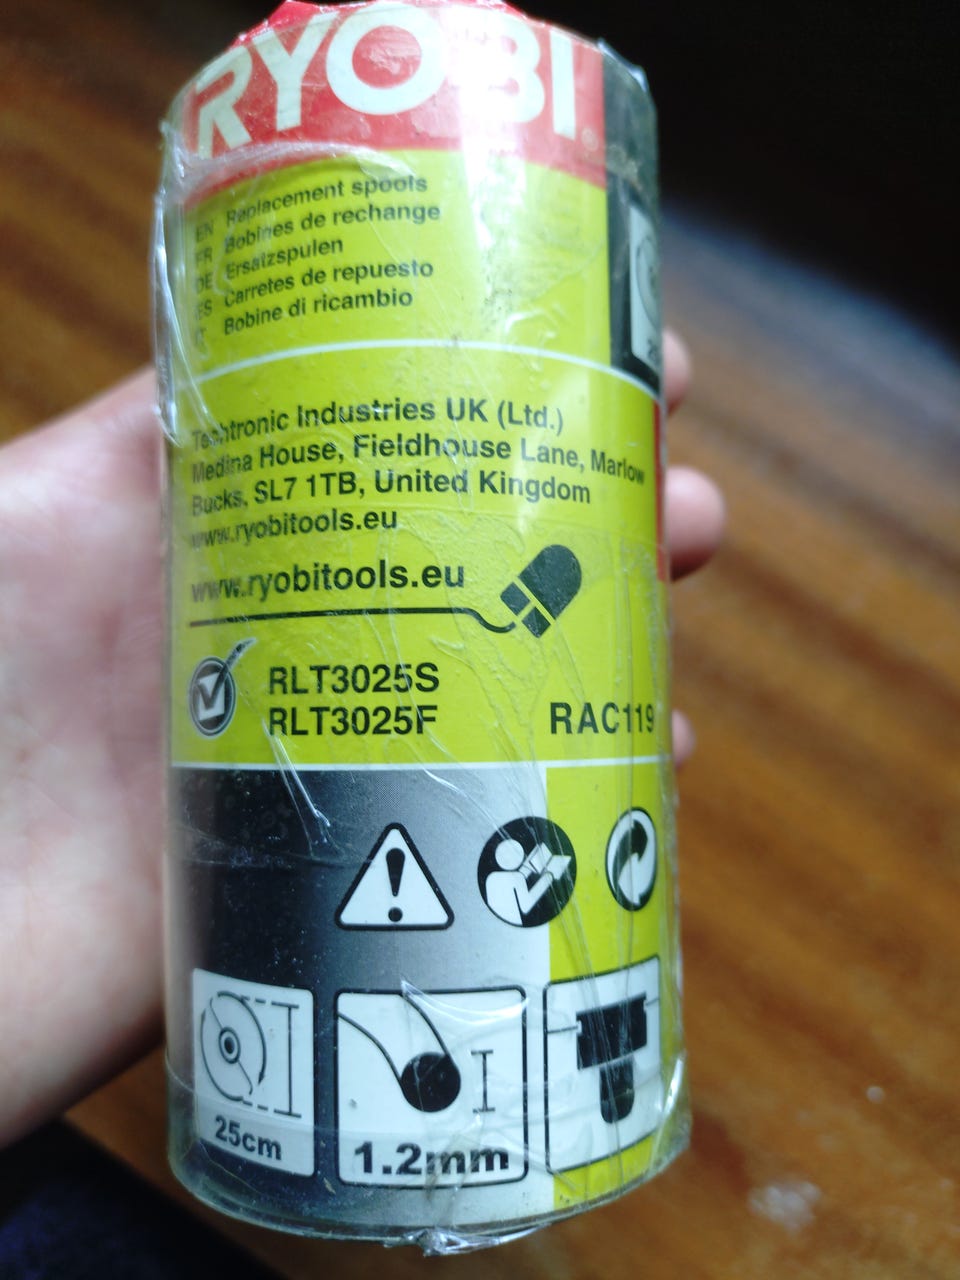 RYOBI
EN Replacement spools
FR Bobines de rechange
DE Ersatzspulen
ES Carretes de repuesto
IT Bobine di ricambio
Techtronic Industries UK (Ltd.)
Medina House, Fieldhouse Lane, Marlow
Bucks, SL7 1TB, United Kingdom
www.ryobitools.eu
www.ryobitools.eu
RLT3025S
RLT3025F
RAC119
25cm
1.2mm